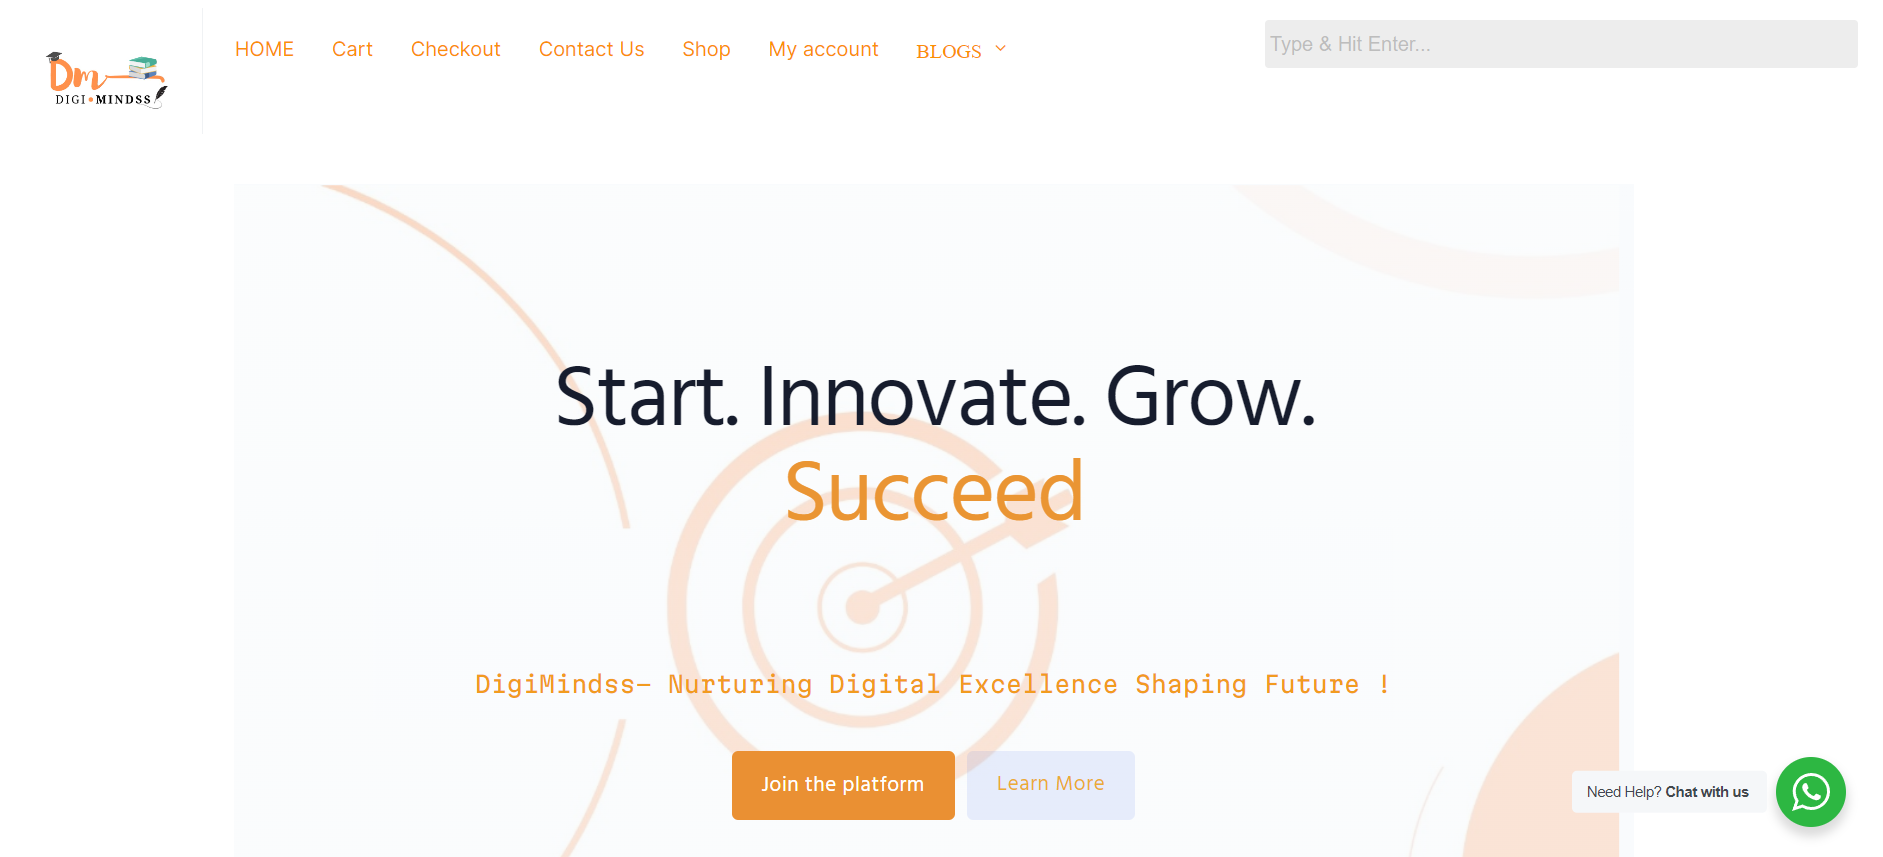 Dm
DIGI•MINDSS
HOME Cart Checkout Contact Us Shop My account BLOGS
Type & Hit Enter...
Start. Innovate. Grow.
Succeed
DigiMindss– Nurturing Digital Excellence Shaping Future !
Join the platform Learn More
Need Help? Chat with us